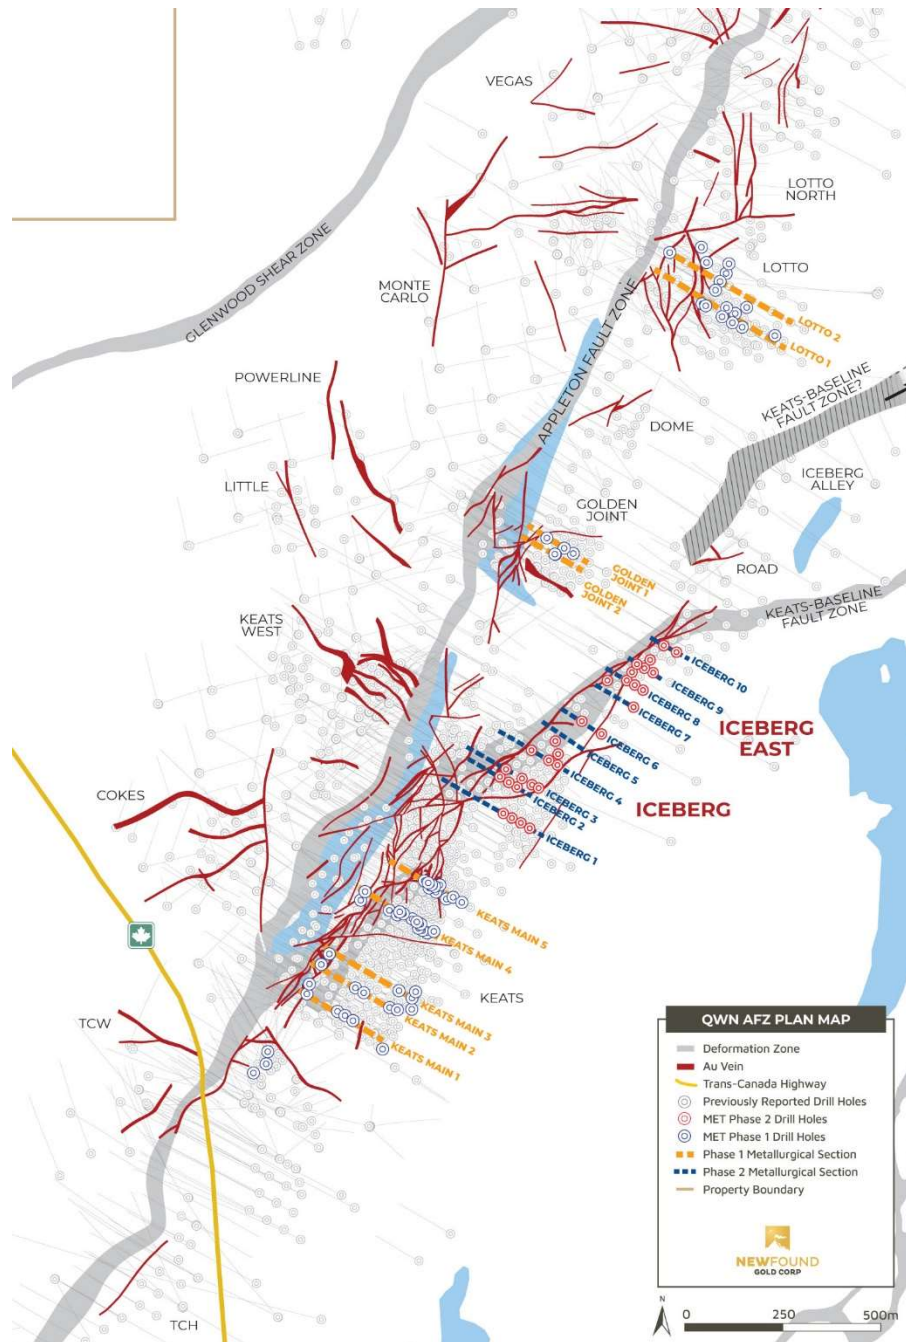 VEGAS
LOTTO
NORTH
LOTTO
GLENWOOD SHEAR ZONE
MONTE
CARLO
LOTTO 2
LOTTO 1
APPLETON FAULT ZONE
POWERLINE
KEATS-BASELINE
FAULT ZONE?
DOME
ICEBERG
ALLEY
LITTLE
GOLDEN
JOINT
GOLDEN
JOINT 1
GOLDEN
JOINT 2
ROAD
KEATS-BASELINE
FAULT ZONE
KEATS
WEST
ICEBERG 10
ICEBERG 9
ICEBERG 8
ICEBERG 7
ICEBERG
EAST
ICEBERG 6
ICEBERG 5
ICEBERG 4
ICEBERG 3
ICEBERG 2
ICEBERG 1
ICEBERG
COKES
KEATS MAIN 5
KEATS MAIN 4
KEATS
KEATS MAIN 3
KEATS MAIN 2
KEATS MAIN 1
TCW
TCH
QWN AFZ PLAN MAP
Deformation Zone
Au Vein
Trans-Canada Highway
Previously Reported Drill Holes
MET Phase 2 Drill Holes
MET Phase 1 Drill Holes
Phase 1 Metallurgical Section
Phase 2 Metallurgical Section
Property Boundary
NEWFOUND
GOLD CORP
N
0 250 500m